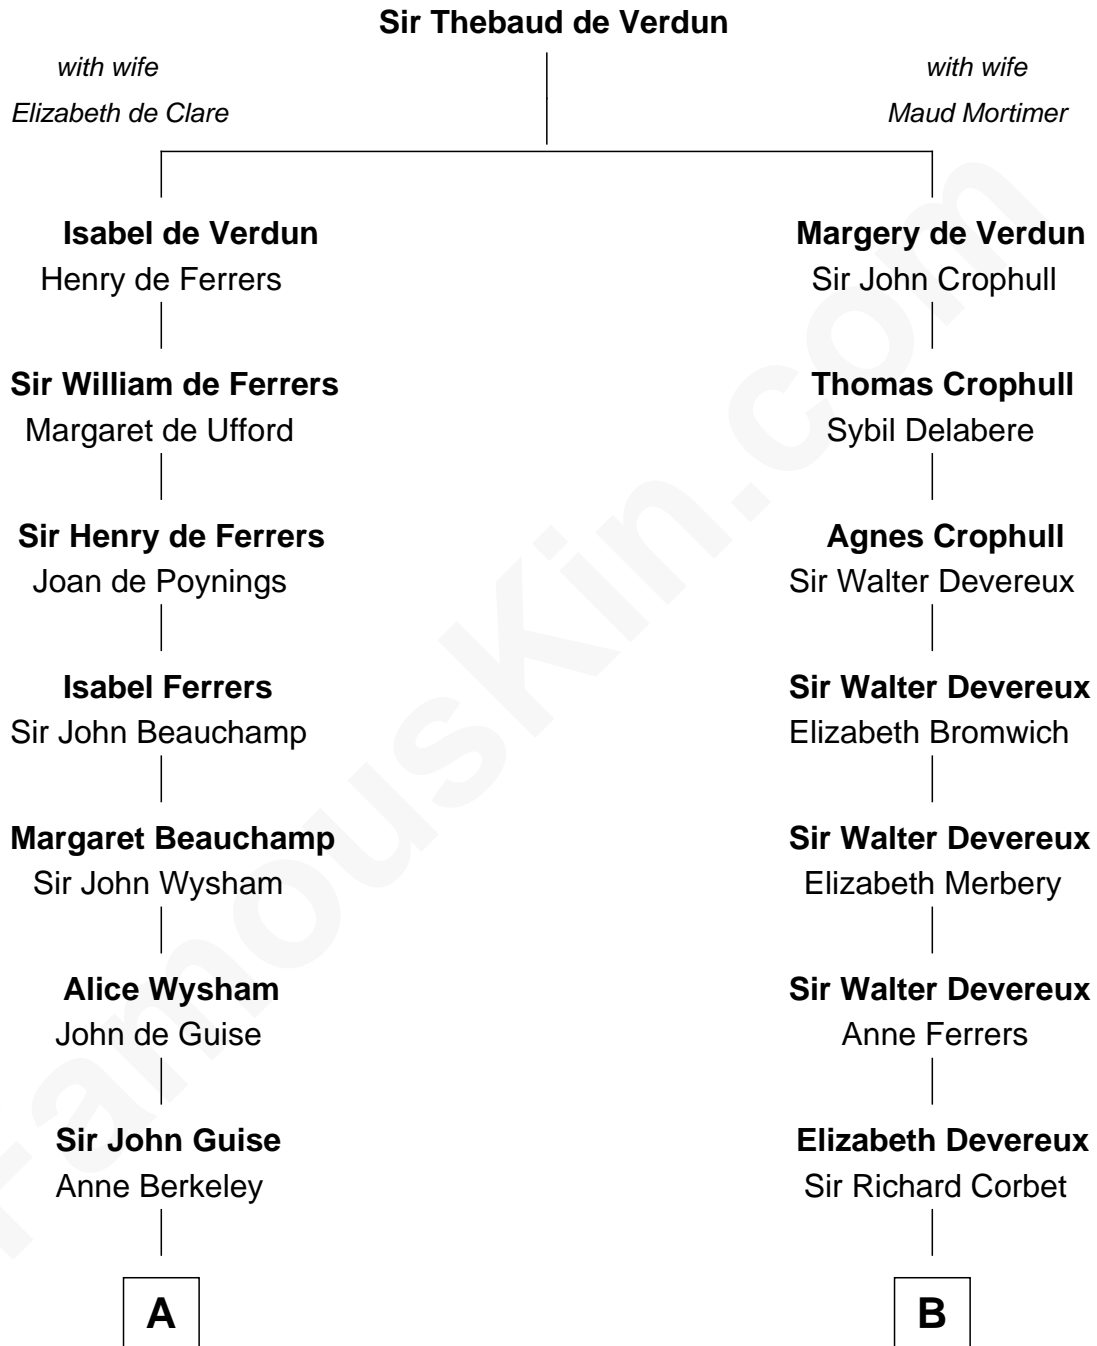 Sir Thebaud de Verdun
with wife
Elizabeth de Clare
with wife
Maud Mortimer
Isabel de Verdun
Henry de Ferrers
Margery de Verdun
Sir John Crophull
Sir William de Ferrers
Margaret de Ufford
Thomas Crophull
Sybil Delabere
Sir Henry de Ferrers
Joan de Poynings
Agnes Crophull
Sir Walter Devereux
Isabel Ferrers
Sir John Beauchamp
Sir Walter Devereux
Elizabeth Bromwich
Margaret Beauchamp
Sir John Wysham
Sir Walter Devereux
Elizabeth Merbery
Alice Wysham
John de Guise
Sir Walter Devereux
Anne Ferrers
Sir John Guise
Anne Berkeley
Elizabeth Devereux
Sir Richard Corbet
A
B
FamousKin.com